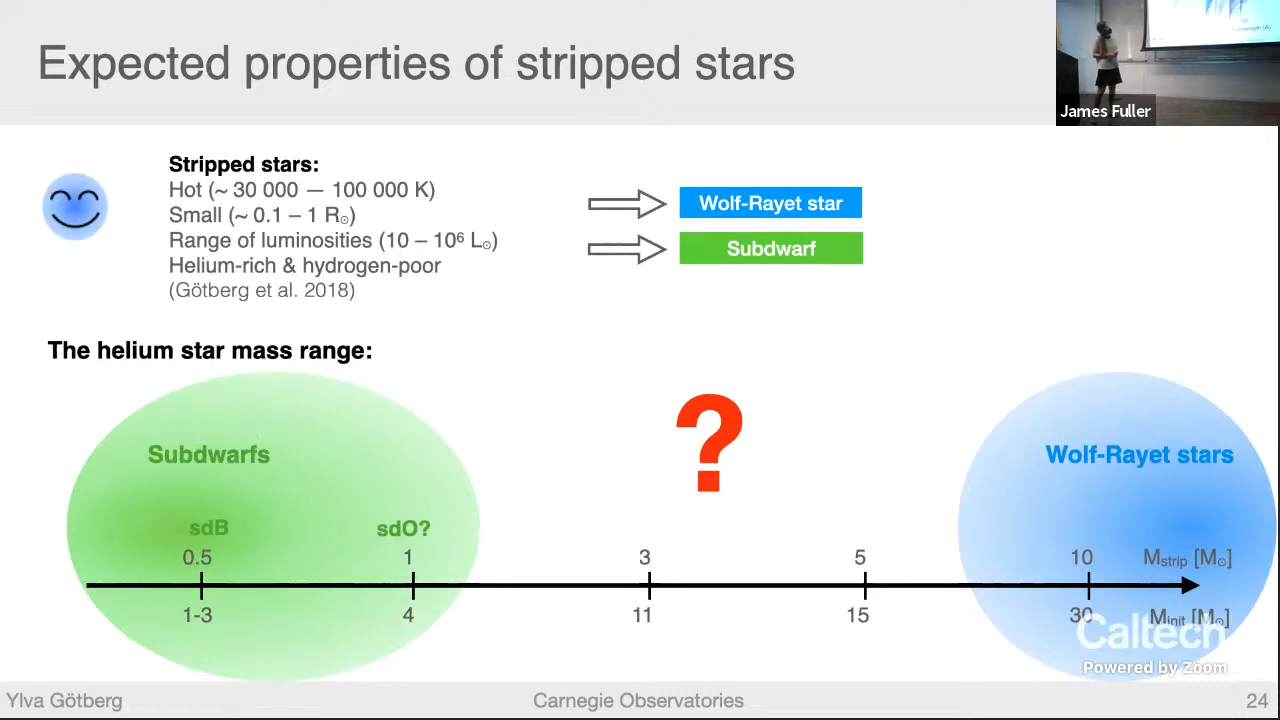 Expected properties of stripped stars
James Fuller
Stripped stars:
Hot (~ 30 000 — 100 000 K)
Small (~ 0.1 – 1 R☉)
Range of luminosities (10 – 10⁶ L☉)
Helium-rich & hydrogen-poor
(Götberg et al. 2018)
Wolf-Rayet star
Subdwarf
The helium star mass range:
?
Subdwarfs
Wolf-Rayet stars
sdB
sdO?
0.5 1 3 5 10 Mstrip [M☉]
1-3 4 11 15 30 Minit [M☉]
Caltech
Powered by Zoom
Ylva Götberg Carnegie Observatories 24